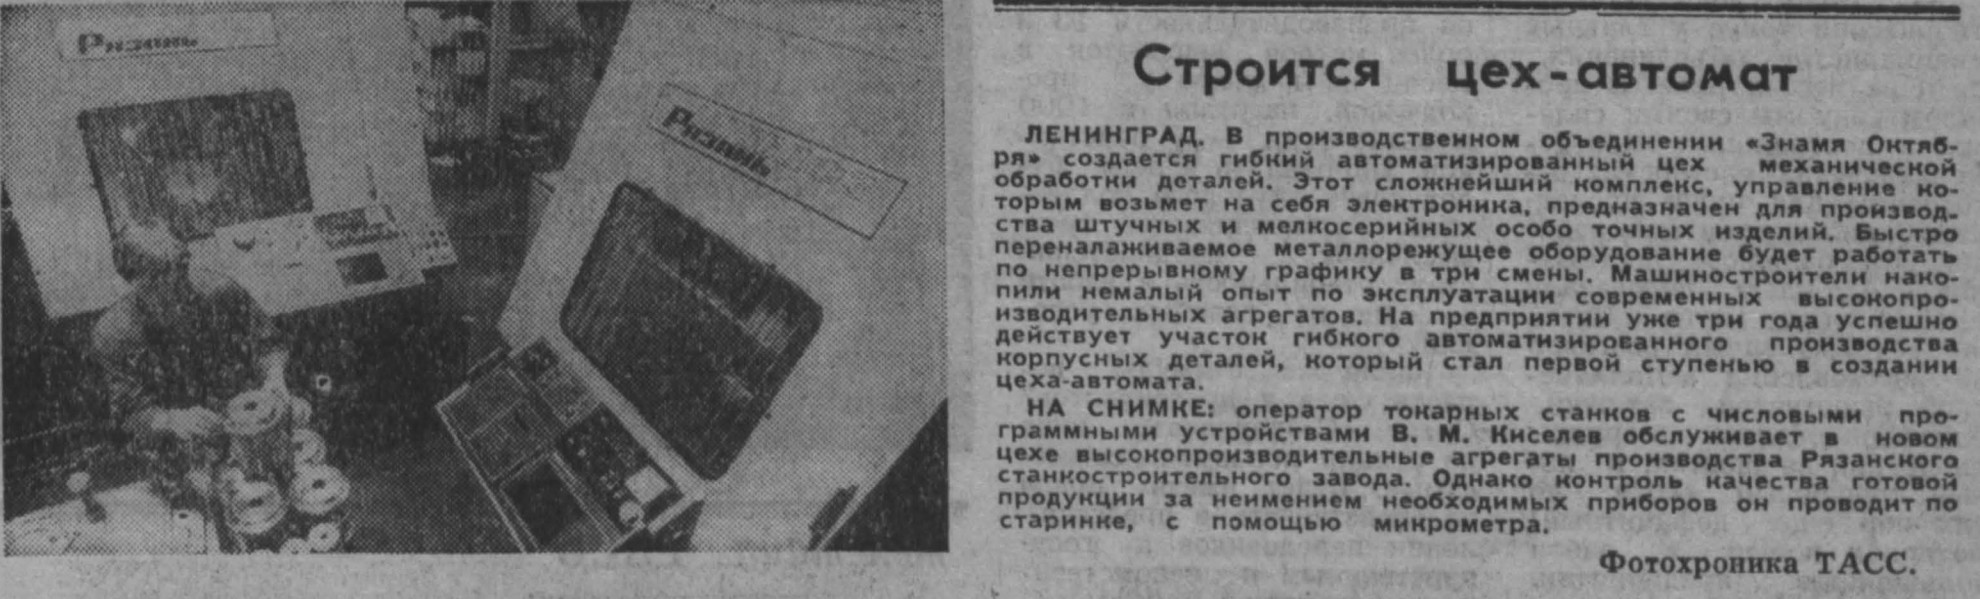 Рязань
Рязань
Строится цех-автомат
ЛЕНИНГРАД. В производственном объединении «Знамя Октяб-
ря» создается гибкий автоматизированный цех механической
обработки деталей. Этот сложнейший комплекс, управление ко-
торым возьмет на себя электроника, предназначен для производ-
ства штучных и мелкосерийных особо точных изделий. Быстро
переналаживаемое металлорежущее оборудование будет работать
по непрерывному графику в три смены. Машиностроители нако-
пили немалый опыт по эксплуатации современных высокопро-
изводительных агрегатов. На предприятии уже три года успешно
действует участок гибкого автоматизированного производства
корпусных деталей, который стал первой ступенью в создании
цеха-автомата.
НА СНИМКЕ: оператор токарных станков с числовыми про-
граммными устройствами В. М. Киселев обслуживает в новом
цехе высокопроизводительные агрегаты производства Рязанского
станкостроительного завода. Однако контроль качества готовой
продукции за неимением необходимых приборов он проводит по
старинке, с помощью микрометра.
Фотохроника ТАСС.